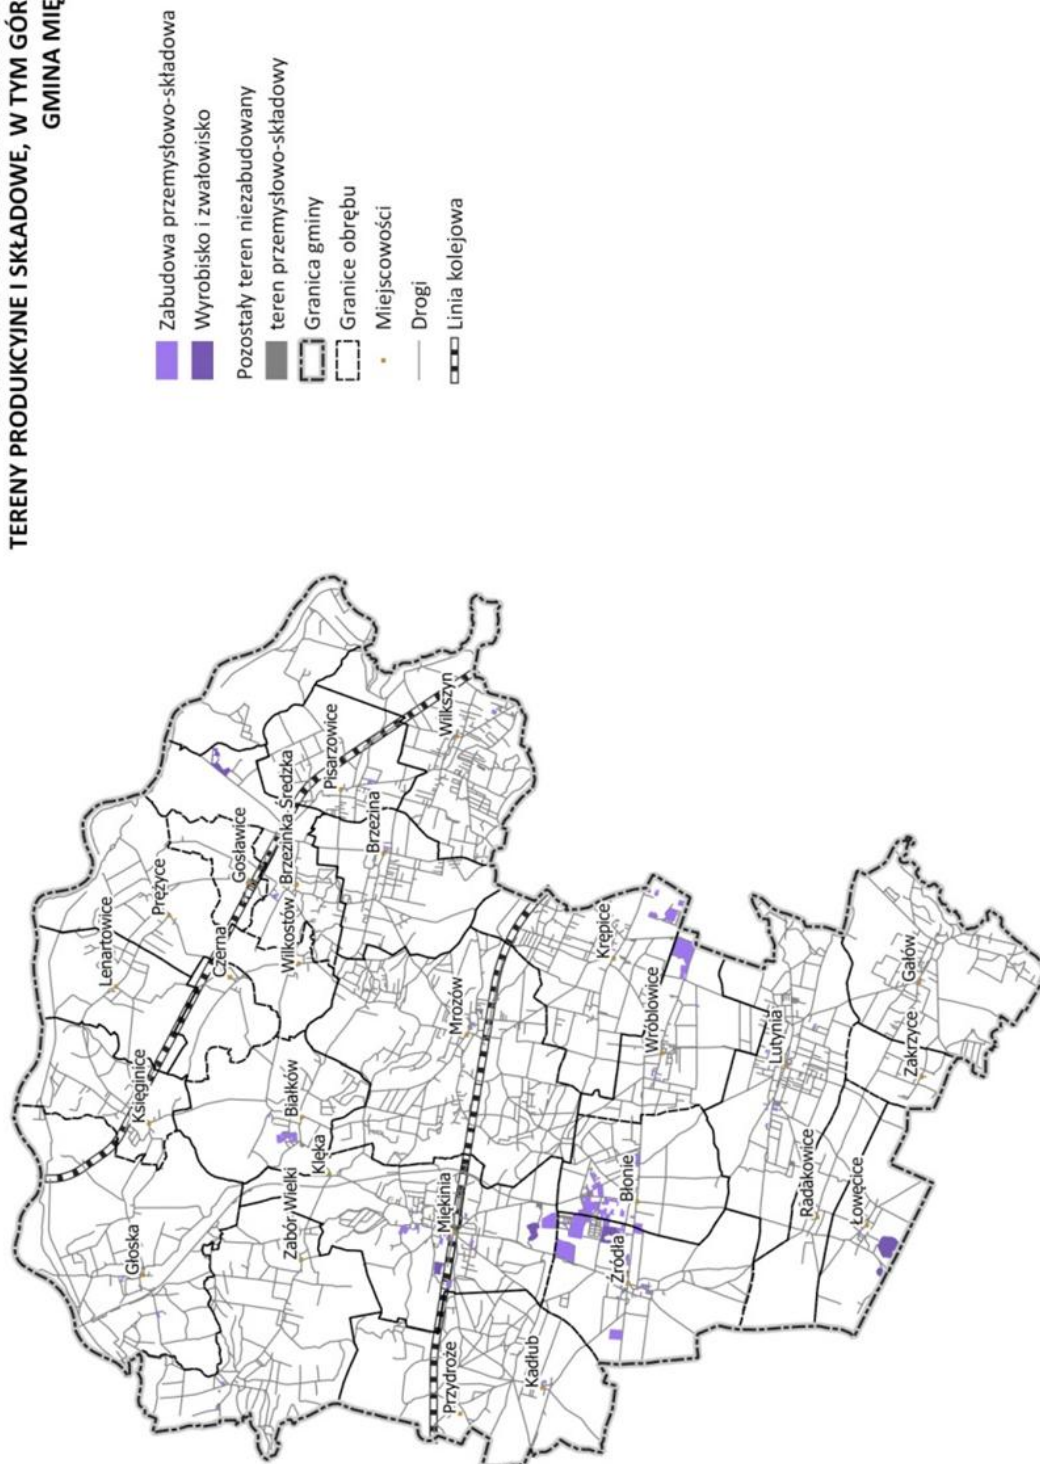 TERENY PRODUKCYJNE I SKŁADOWE, W TYM GÓR
GMINA MIĘ
Zabudowa przemysłowo-składowa
Wyrobisko i zwałowisko
Pozostały teren niezabudowany
teren przemysłowo-składowy
Granica gminy
Granice obrębu
Miejscowości
Drogi
Linia kolejowa
Lenartowice
Prężyce
Księginice
Czerna
Gosławice
Głoska
Brzezinka Średzka
Wilkostów
Białków
Zabór Wielki
Klęka
Pisarzowice
Brzezina
Wilkszyn
Mrozów
Miękinia
Przydroże
Kadłub
Krępice
Źródła
Błonie
Wróblowice
Lutynia
Radakowice
Łowęcice
Gałów
Zakrzyce